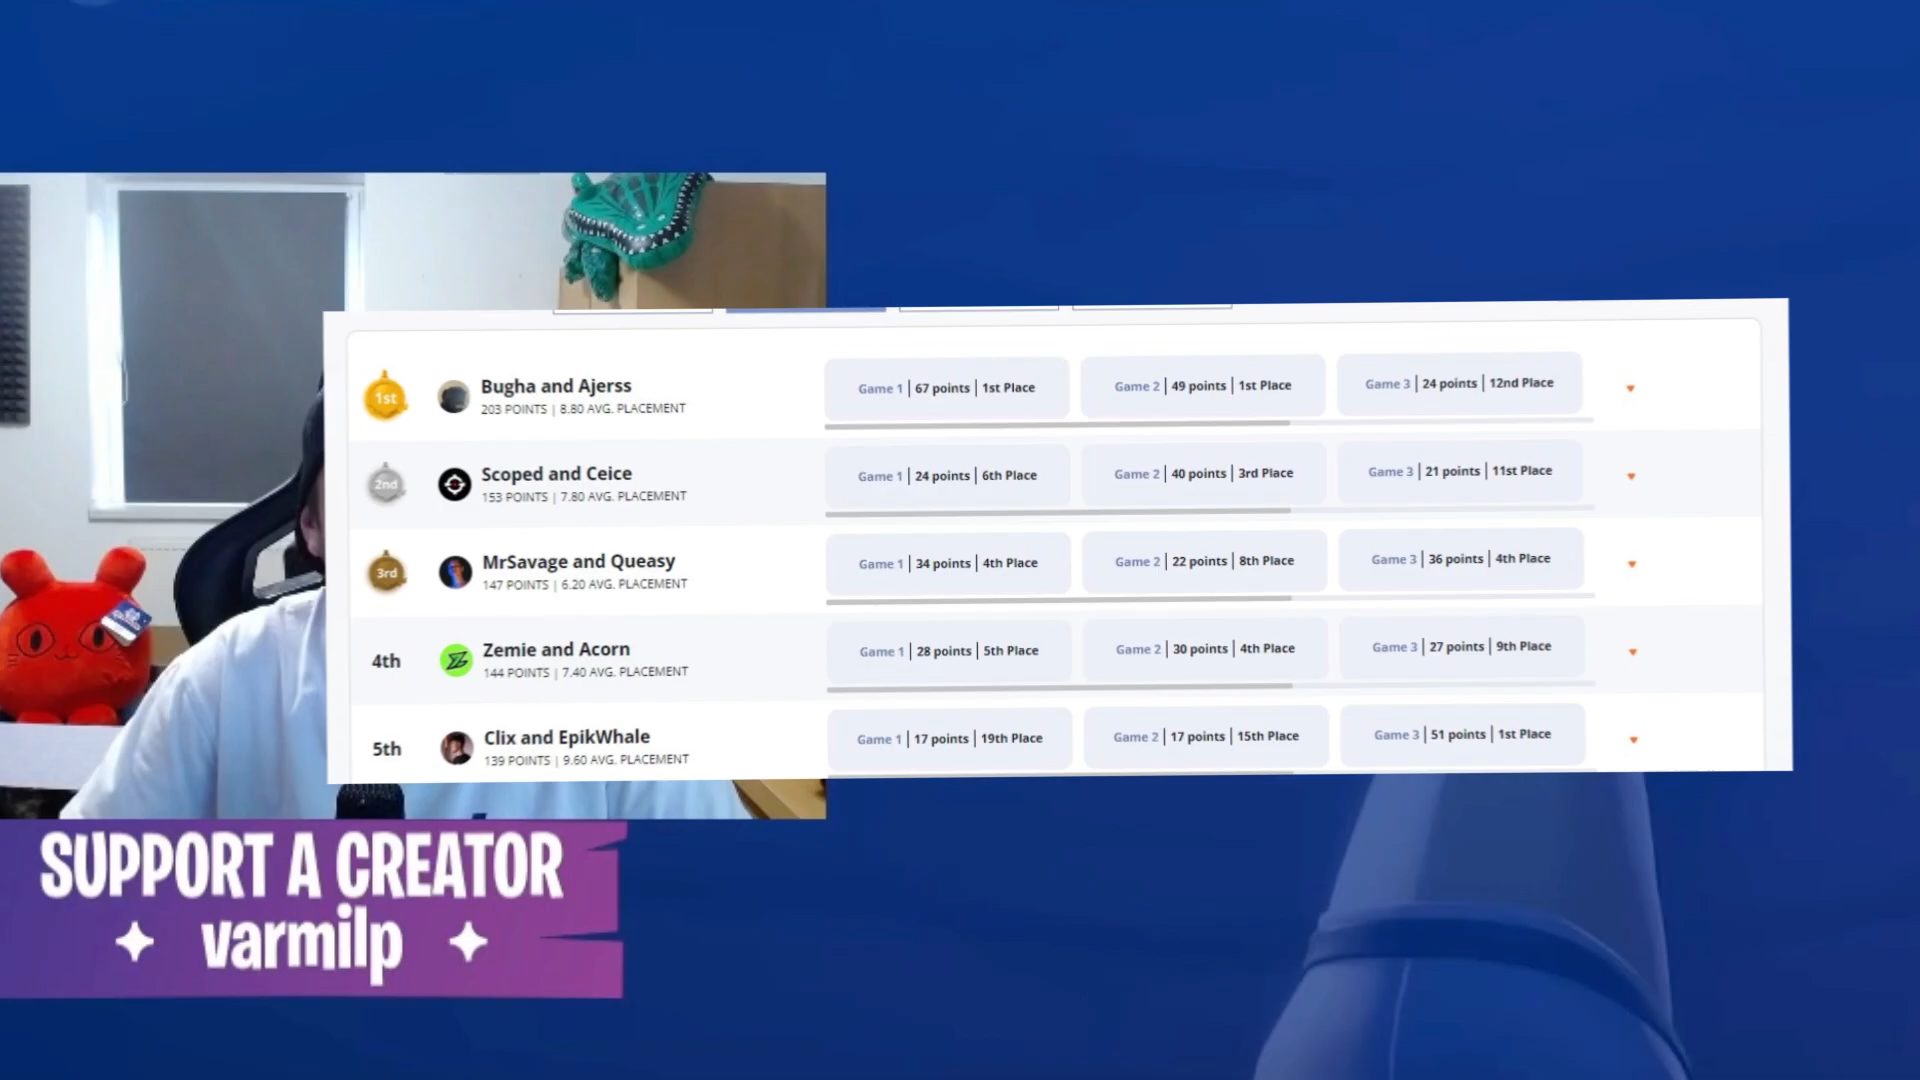 1st
Bugha and Ajerss
203 POINTS | 8.80 AVG. PLACEMENT
Game 1 | 67 points | 1st Place
Game 2 | 49 points | 1st Place
Game 3 | 24 points | 12nd Place
2nd
Scoped and Ceice
153 POINTS | 7.80 AVG. PLACEMENT
Game 1 | 24 points | 6th Place
Game 2 | 40 points | 3rd Place
Game 3 | 21 points | 11st Place
3rd
MrSavage and Queasy
147 POINTS | 6.20 AVG. PLACEMENT
Game 1 | 34 points | 4th Place
Game 2 | 22 points | 8th Place
Game 3 | 36 points | 4th Place
4th
Zemie and Acorn
144 POINTS | 7.40 AVG. PLACEMENT
Game 1 | 28 points | 5th Place
Game 2 | 30 points | 4th Place
Game 3 | 27 points | 9th Place
5th
Clix and EpikWhale
139 POINTS | 9.60 AVG. PLACEMENT
Game 1 | 17 points | 19th Place
Game 2 | 17 points | 15th Place
Game 3 | 51 points | 1st Place
SUPPORT A CREATOR
varmilp